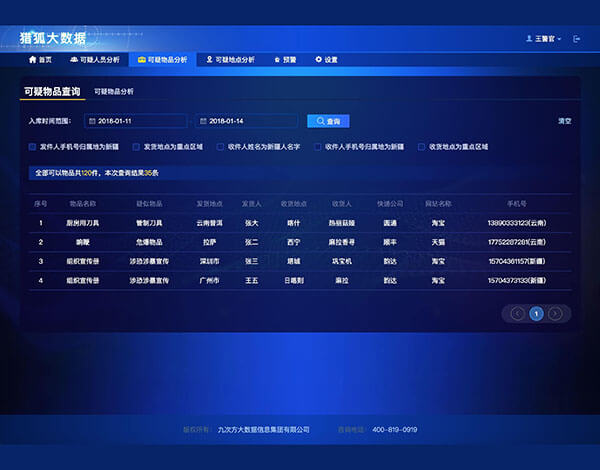 猎狐大数据
王警官
首页 可疑人员分析 可疑物品分析 可疑地点分析 预警 设置
可疑物品查询 可疑物品分析
入库时间范围： 2018-01-11 - 2018-01-14 查询 清空
发件人手机号归属地为新疆 发货地点为重点区域 收件人姓名为新疆人名字 收件人手机号归属地为新疆 收货地点为重点区域
全部可以物品共120件，本次查询结果35条
序号 物品名称 疑似物品 发货地点 发货人 收货地点 收货人 快递公司 网站名称 手机号
1 厨房用刀具 管制刀具 云南普洱 张大 喀什 热丽菇娅 圆通 淘宝 13890333123(云南)
2 响鞭 危爆物品 拉萨 张二 西宁 麻拉香寻 顺丰 天猫 17752287281(云南)
3 组织宣传册 涉恐涉暴宣传 深圳市 张三 塔城 巩宝机 韵达 淘宝 15704361157(新疆)
4 组织宣传册 涉恐涉暴宣传 广州市 王五 日喀则 麻拉 韵达 淘宝 15704373133(新疆)
1
版权所有： 九次方大数据信息集团有限公司 咨询电话： 400-819-0919